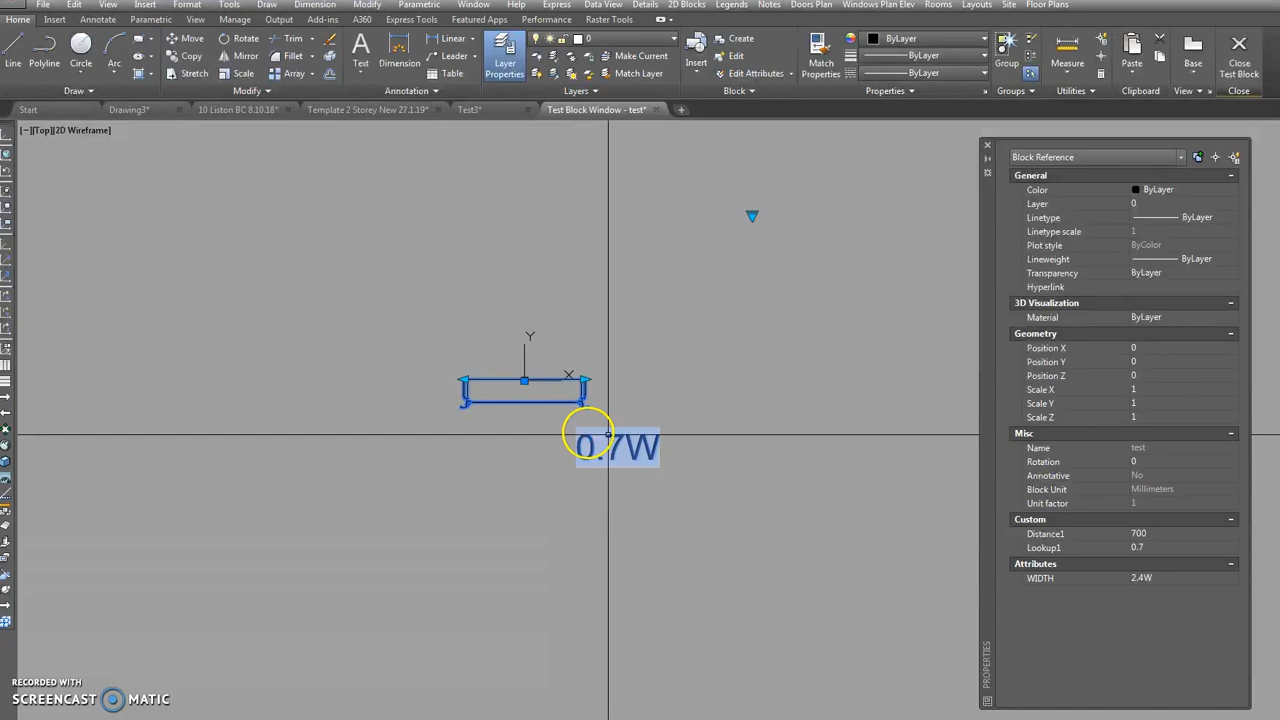 File Edit View Insert Format Tools Draw Dimension Modify Parametric Window Express Data View Details 2D Blocks Legends Notes Doors Plan Windows Plan Elev Rooms Layouts Site Floor Plans
Home Insert Annotate Parametric View Manage Output Add-ins A360 Express Tools Featured Apps Performance Raster Tools
Line Polyline Circle Arc
Move Rotate Trim
Copy Mirror Fillet
Stretch Scale Array
Text Dimension
Linear
Leader
Table
Layer Properties
0
Make Current
Match Layer
Insert
Create
Edit
Edit Attributes
Match Properties
ByLayer
ByLayer
ByLayer
Group
Measure
Paste
Base
Close Test Block
Draw Modify Annotation Layers Block Properties Groups Utilities Clipboard View Close
Start Drawing3* 10 Liston BC 8.10.18* Template 2 Storey New 27.1.19* Test3* Test Block Window - test*
[−][Top][2D Wireframe]
Y
X
0.7W
Block Reference
General
Color ByLayer
Layer 0
Linetype ByLayer
Linetype scale 1
Plot style ByColor
Lineweight ByLayer
Transparency ByLayer
Hyperlink
3D Visualization
Material ByLayer
Geometry
Position X 0
Position Y 0
Position Z 0
Scale X 1
Scale Y 1
Scale Z 1
Misc
Name test
Rotation 0
Annotative No
Block Unit Millimeters
Unit factor 1
Custom
Distance1 700
Lookup1 0.7
Attributes
WIDTH 2.4W
PROPERTIES
RECORDED WITH
SCREENCAST MATIC